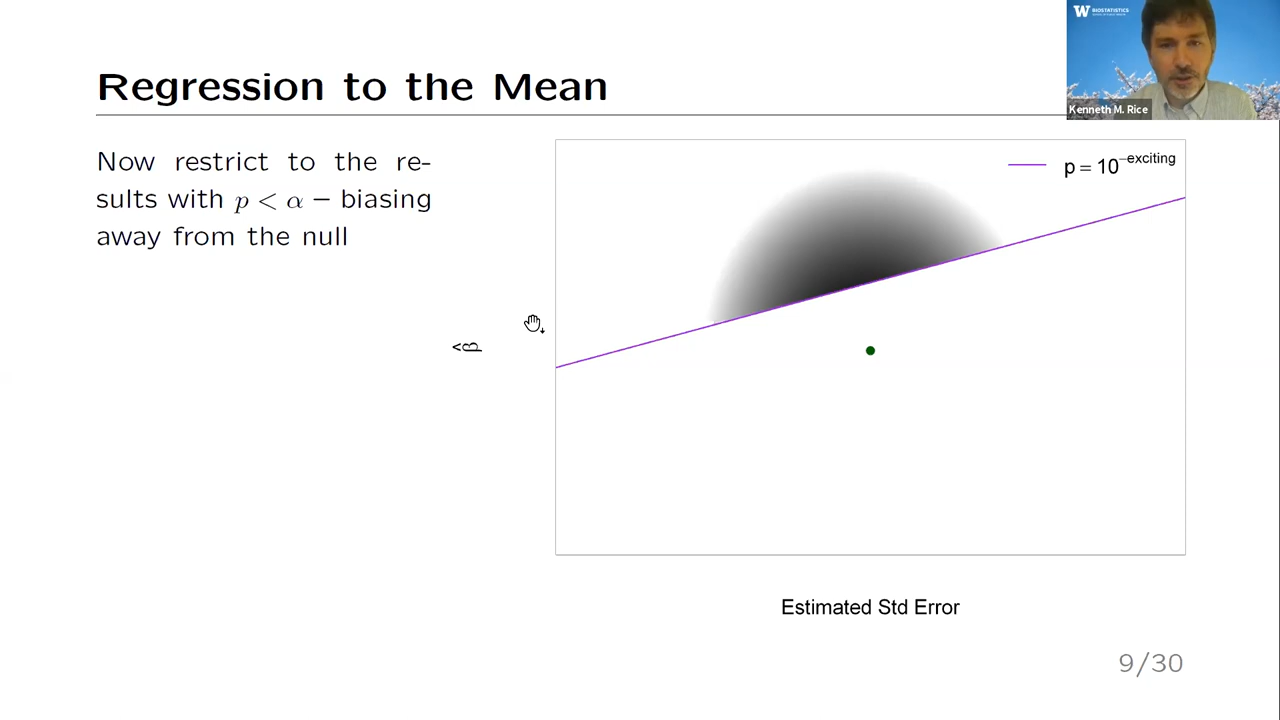 W BIOSTATISTICS
Kenneth M. Rice
Regression to the Mean
Now restrict to the re-
sults with p < α – biasing
away from the null
p = 10^–exciting
β^
Estimated Std Error
9/30